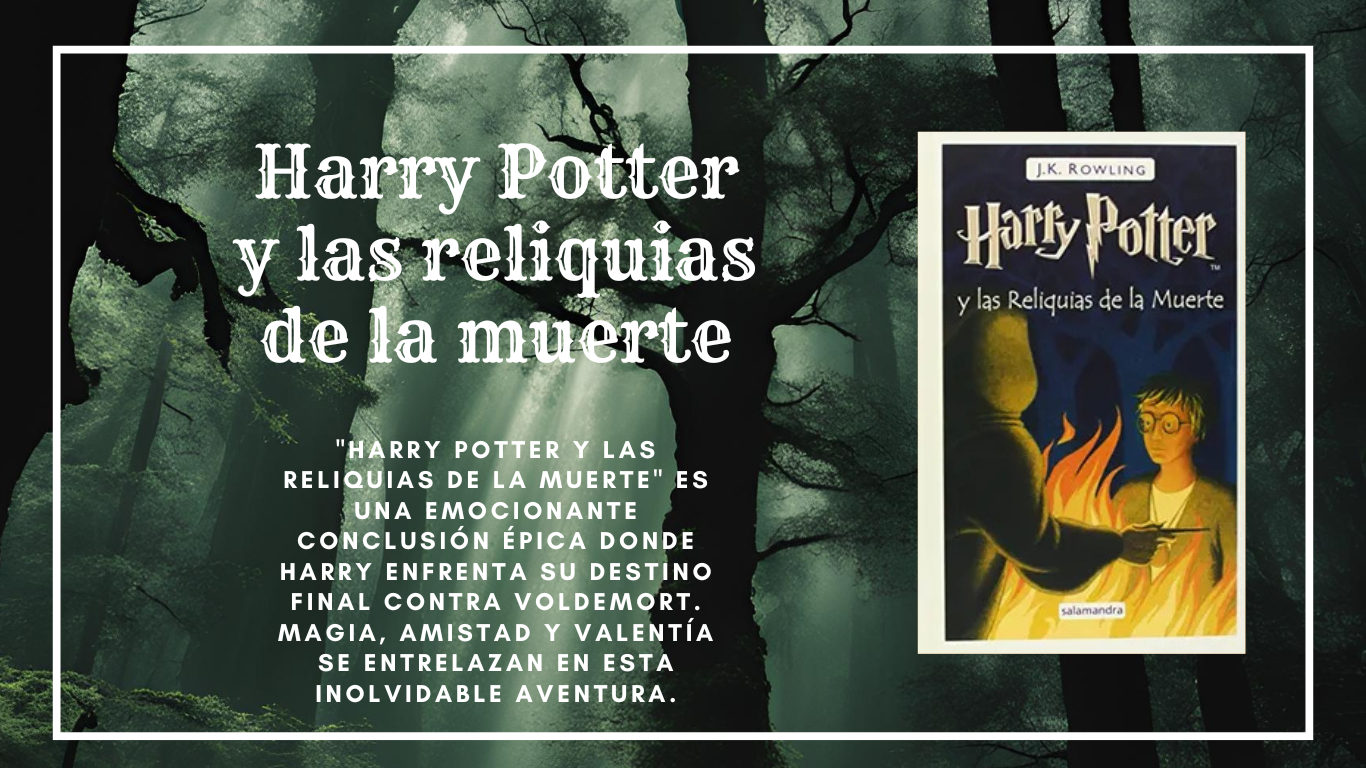 Harry Potter
y las reliquias
de la muerte
"HARRY POTTER Y LAS
RELIQUIAS DE LA MUERTE" ES
UNA EMOCIONANTE
CONCLUSIÓN ÉPICA DONDE
HARRY ENFRENTA SU DESTINO
FINAL CONTRA VOLDEMORT.
MAGIA, AMISTAD Y VALENTÍA
SE ENTRELAZAN EN ESTA
INOLVIDABLE AVENTURA.
J.K. ROWLING
Harry Potter
TM
y las Reliquias de la Muerte
salamandra